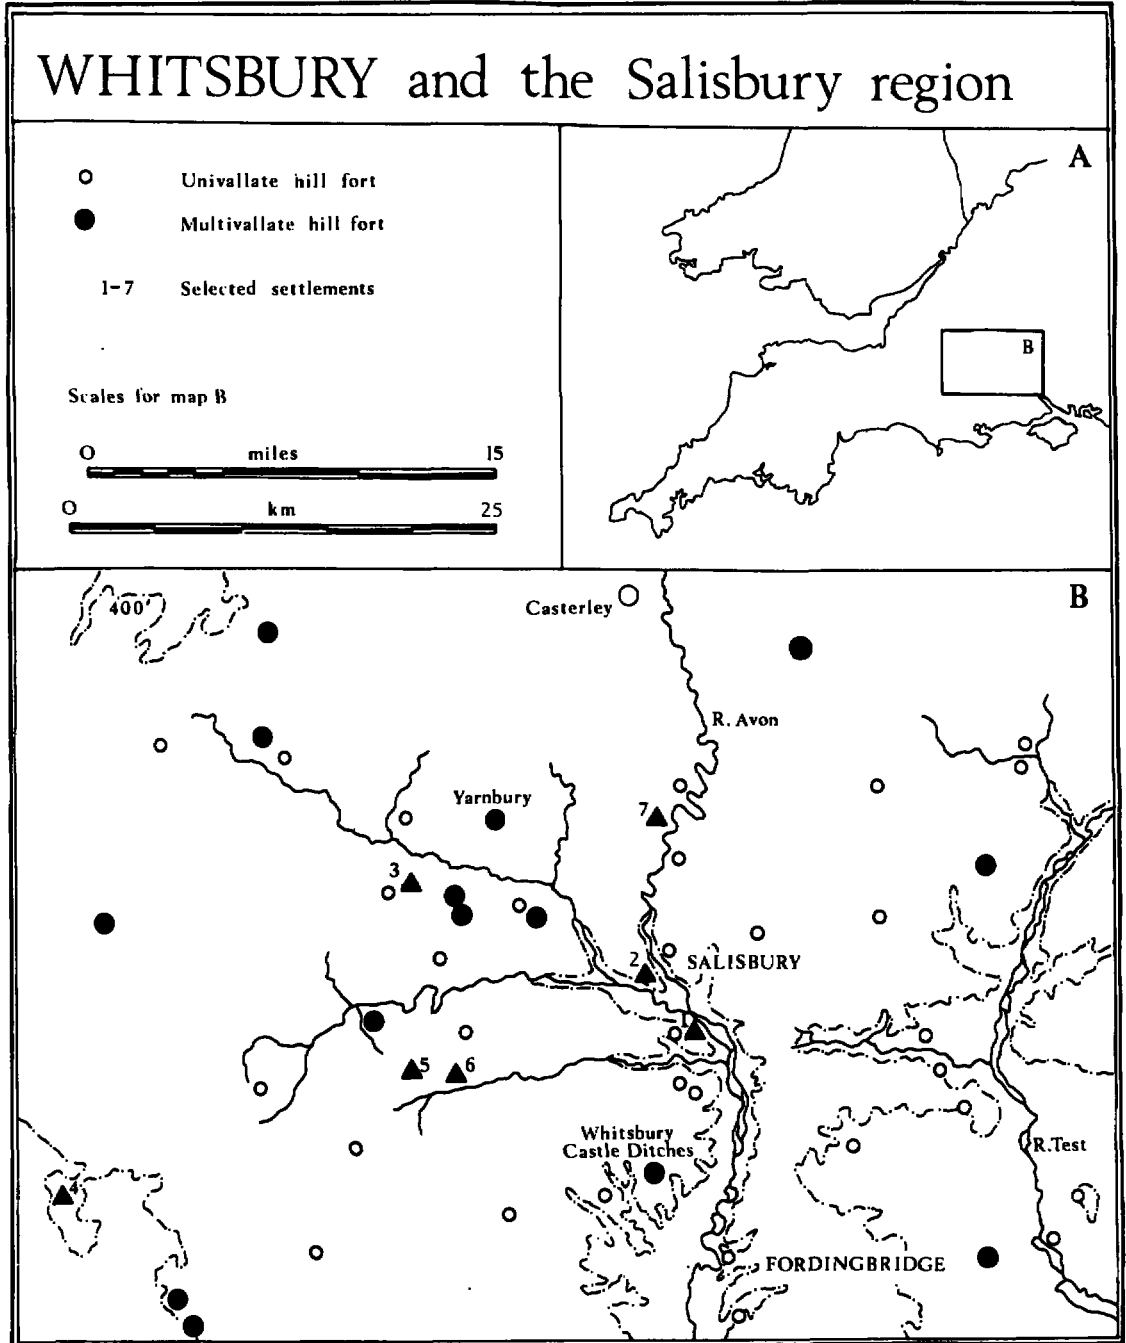 WHITSBURY and the Salisbury region
Univallate hill fort
Multivallate hill fort
1-7 Selected settlements
Scales for map B
O miles 15
O km 25
A
B
B
400'
Casterley
R. Avon
Yarnbury
7
3
2
SALISBURY
1
5
6
Whitsbury
Castle Ditches
R. Test
4
FORDINGBRIDGE